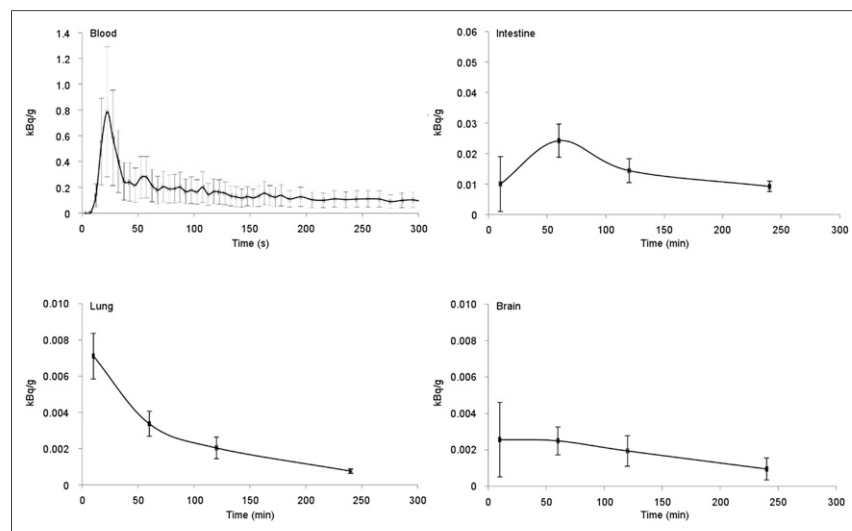 Blood
1.4
1.2
1.0
0.8
0.6
0.4
0.2
0
kBq/g
0 50 100 150 200 250 300
Time (s)
Intestine
0.06
0.05
0.04
0.03
0.02
0.01
0
kBq/g
0 50 100 150 200 250 300
Time (min)
Lung
0.010
0.008
0.006
0.004
0.002
0
kBq/g
0 50 100 150 200 250 300
Time (min)
Brain
0.010
0.008
0.006
0.004
0.002
0
kBq/g
0 50 100 150 200 250 300
Time (min)